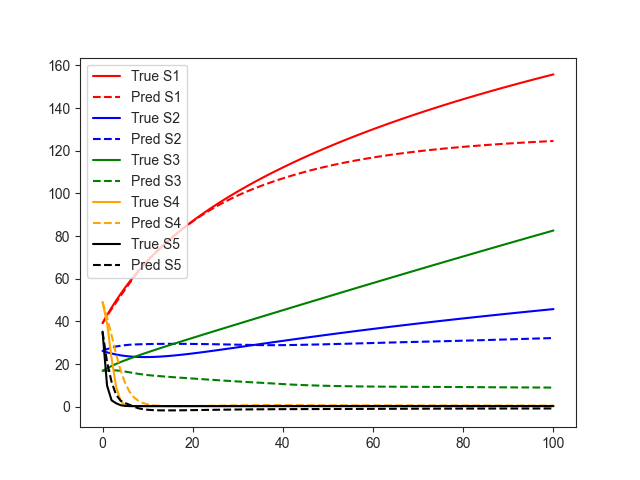 160
140
120
100
80
60
40
20
0
True S1
Pred S1
True S2
Pred S2
True S3
Pred S3
True S4
Pred S4
True S5
Pred S5
0 20 40 60 80 100